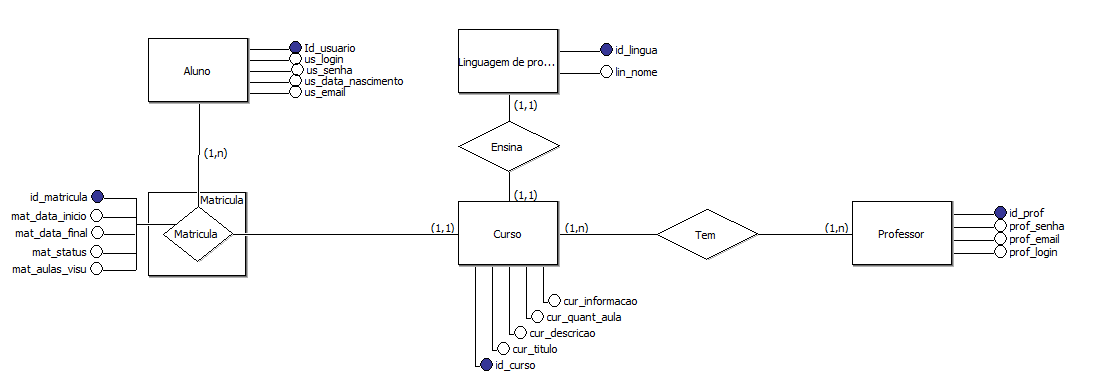 Aluno
Id_usuario
us_login
us_senha
us_data_nascimento
us_email
Linguagem de pro...
id_lingua
lin_nome
(1,1)
Ensina
(1,n)
(1,1)
id_matricula
mat_data_inicio
mat_data_final
mat_status
mat_aulas_visu
Matricula
Matricula
(1,1)
Curso
(1,n)
Tem
(1,n)
Professor
id_prof
prof_senha
prof_email
prof_login
cur_informacao
cur_quant_aula
cur_descricao
cur_titulo
id_curso